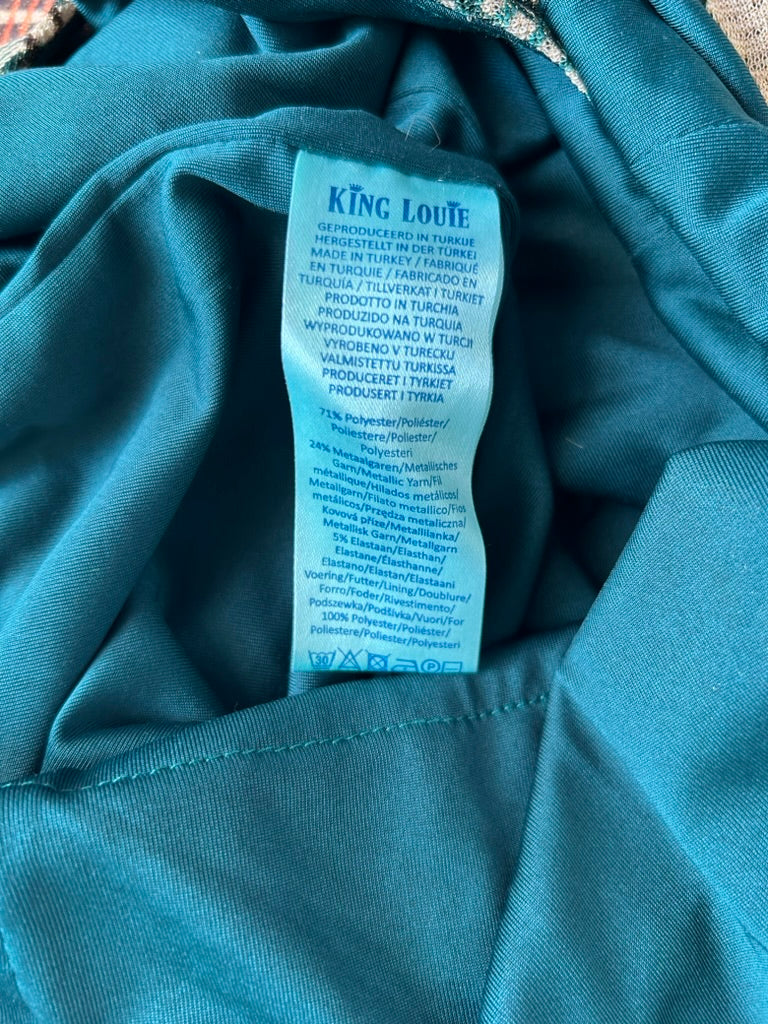 KING LOUIE
GEPRODUCEERD IN TURKIJE
HERGESTELLT IN DER TÜRKEI
MADE IN TURKEY / FABRIQUÉ
EN TURQUIE / FABRICADO EN
TURQUÍA / TILLVERKAT I TURKIET
PRODOTTO IN TURCHIA
PRODUZIDO NA TURQUIA
WYPRODUKOWANO W TURCJI
VYROBENO V TURECKU
VALMISTETTU TURKISSA
PRODUCERET I TYRKIET
PRODUSERT I TYRKIA
71% Polyester/Poliéster/
Poliestere/Poliester/
Polyesteri
24% Metaalgaren/Metallisches
Garn/Metallic Yarn/Fil
métallique/Hilados metálicos/
Metallgarn/Filato metallico/Fios
metálicos/Przędza metaliczna/
Kovová příze/Metallilanka/
Metallisk Garn/Metallgarn
5% Elastaan/Elasthan/
Elastane/Élasthanne/
Elastano/Elastan/Elastaani
Voering/Futter/Lining/Doublure/
Forro/Foder/Rivestimento/
Podszewka/Podšívka/Vuori/For
100% Polyester/Poliéster/
Poliestere/Poliester/Polyesteri
30 P